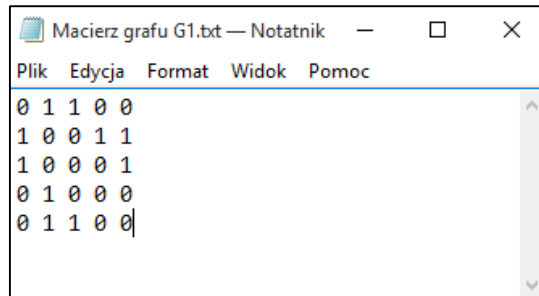 Macierz grafu G1.txt — Notatnik
Plik Edycja Format Widok Pomoc
0 1 1 0 0
1 0 0 1 1
1 0 0 0 1
0 1 0 0 0
0 1 1 0 0